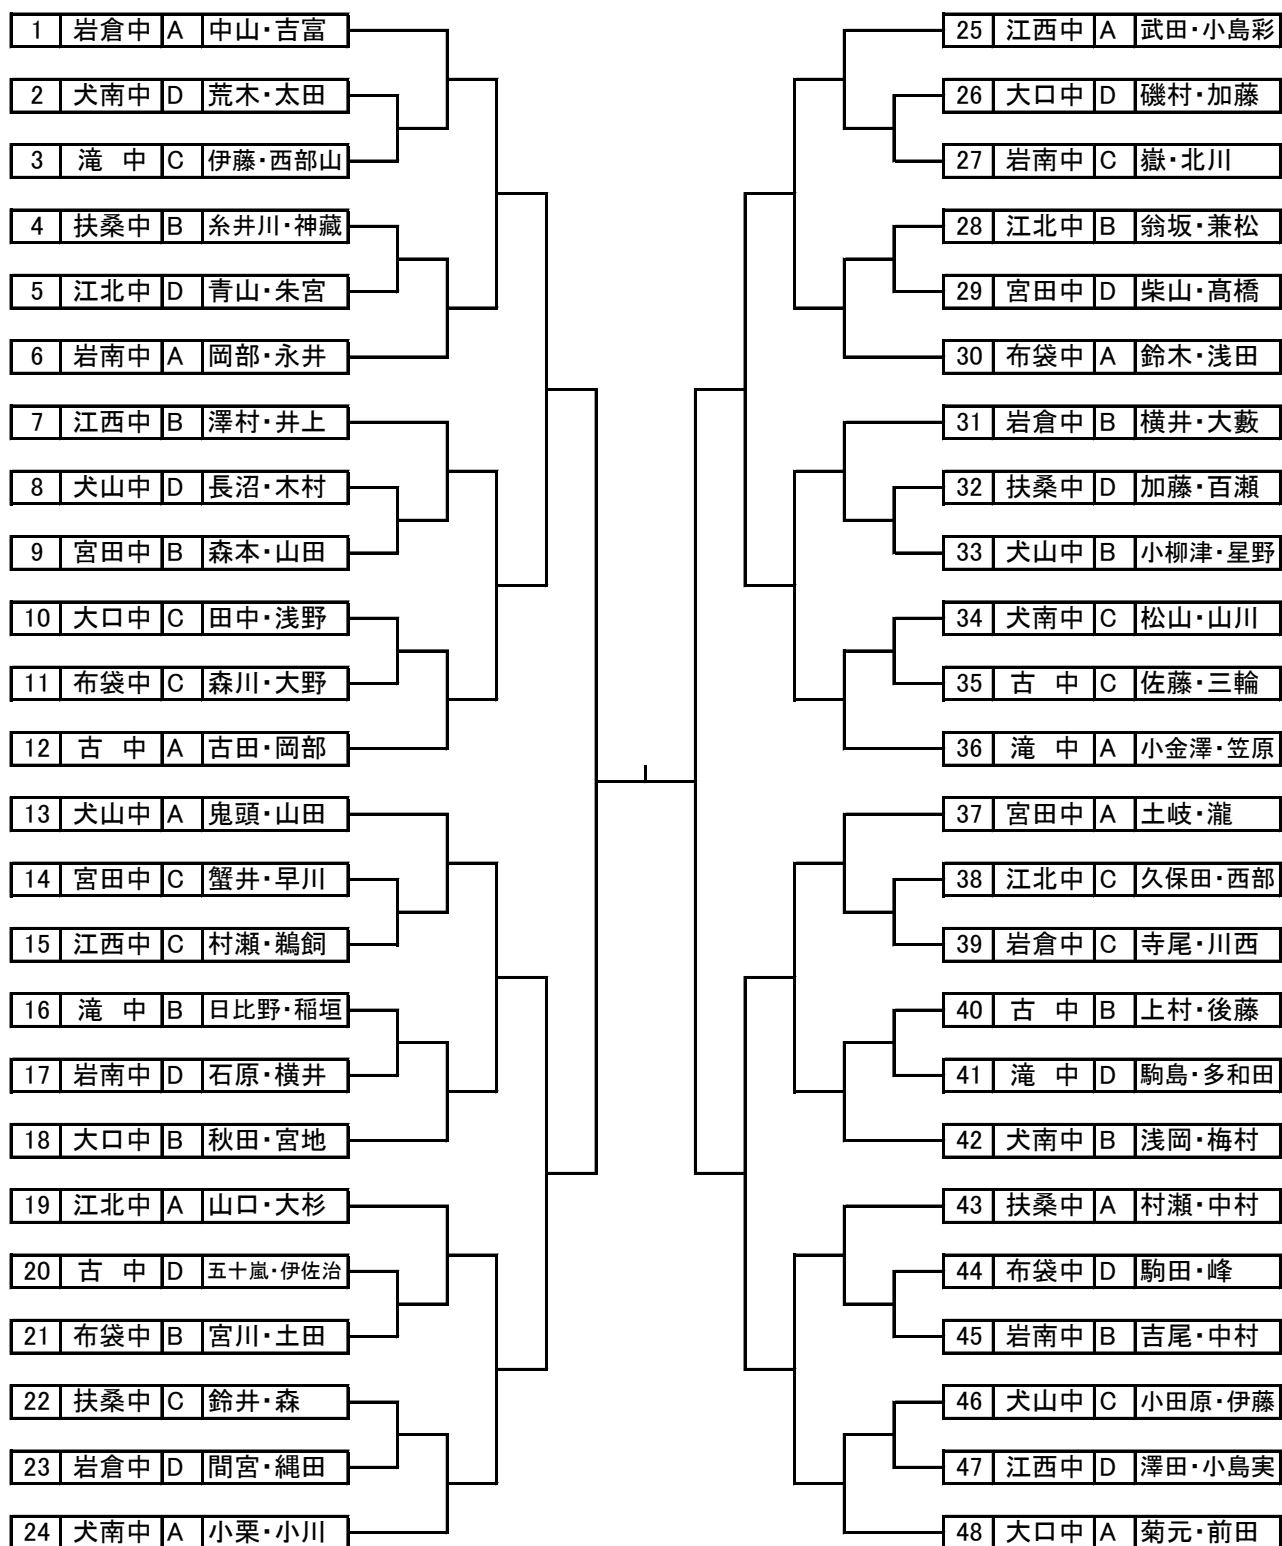 1 岩倉中 A 中山・吉富
2 犬南中 D 荒木・太田
3 滝 中 C 伊藤・西部山
4 扶桑中 B 糸井川・神藏
5 江北中 D 青山・朱宮
6 岩南中 A 岡部・永井
7 江西中 B 澤村・井上
8 犬山中 D 長沼・木村
9 宮田中 B 森本・山田
10 大口中 C 田中・浅野
11 布袋中 C 森川・大野
12 古 中 A 古田・岡部
13 犬山中 A 鬼頭・山田
14 宮田中 C 蟹井・早川
15 江西中 C 村瀬・鵜飼
16 滝 中 B 日比野・稲垣
17 岩南中 D 石原・横井
18 大口中 B 秋田・宮地
19 江北中 A 山口・大杉
20 古 中 D 五十嵐・伊佐治
21 布袋中 B 宮川・土田
22 扶桑中 C 鈴井・森
23 岩倉中 D 間宮・縄田
24 犬南中 A 小栗・小川
25 江西中 A 武田・小島彩
26 大口中 D 磯村・加藤
27 岩南中 C 嶽・北川
28 江北中 B 翁坂・兼松
29 宮田中 D 柴山・髙橋
30 布袋中 A 鈴木・浅田
31 岩倉中 B 横井・大藪
32 扶桑中 D 加藤・百瀬
33 犬山中 B 小柳津・星野
34 犬南中 C 松山・山川
35 古 中 C 佐藤・三輪
36 滝 中 A 小金澤・笠原
37 宮田中 A 土岐・瀧
38 江北中 C 久保田・西部
39 岩倉中 C 寺尾・川西
40 古 中 B 上村・後藤
41 滝 中 D 駒島・多和田
42 犬南中 B 浅岡・梅村
43 扶桑中 A 村瀬・中村
44 布袋中 D 駒田・峰
45 岩南中 B 吉尾・中村
46 犬山中 C 小田原・伊藤
47 江西中 D 澤田・小島実
48 大口中 A 菊元・前田